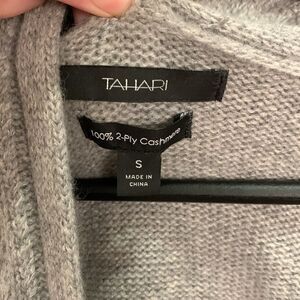 TAHARI
100% 2-Ply Cashmere
S
MADE IN
CHINA